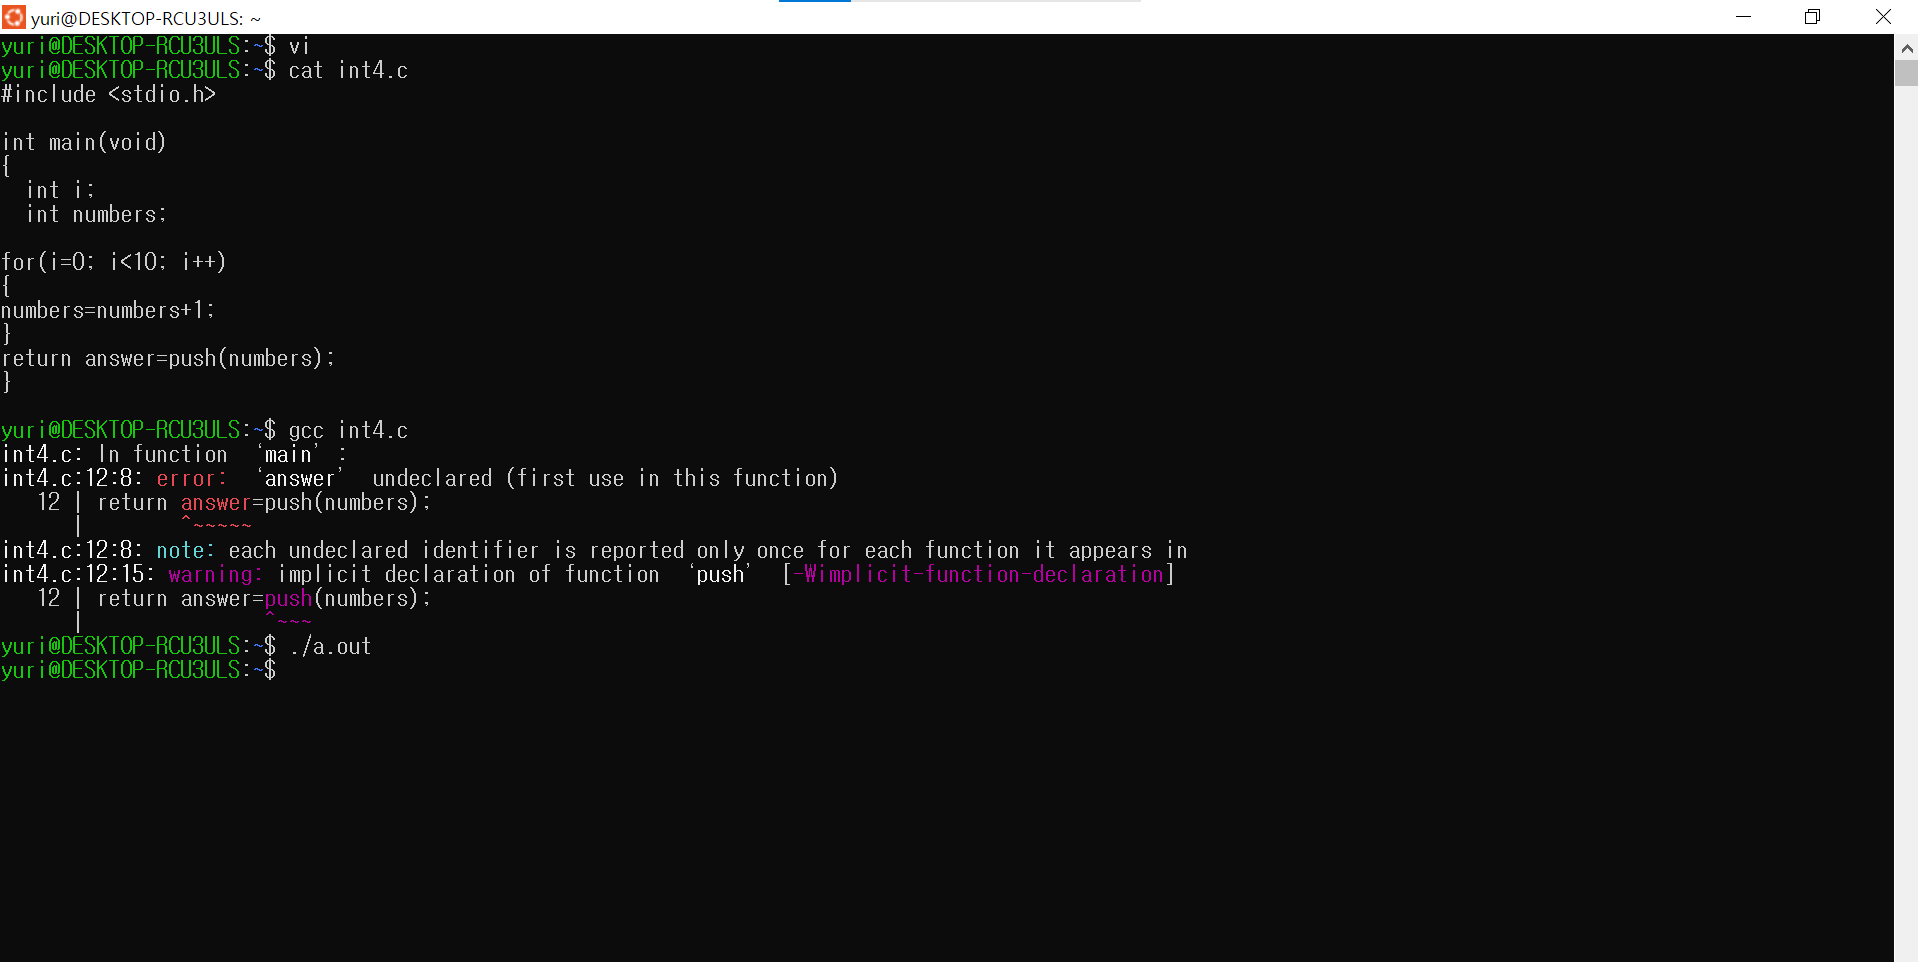 yuri@DESKTOP-RCU3ULS: ~
yuri@DESKTOP-RCU3ULS:~$ vi
yuri@DESKTOP-RCU3ULS:~$ cat int4.c
#include <stdio.h>
int main(void)
{
  int i;
  int numbers;
for(i=0; i<10; i++)
{
numbers=numbers+1;
}
return answer=push(numbers);
}
yuri@DESKTOP-RCU3ULS:~$ gcc int4.c
int4.c: In function ‘main’:
int4.c:12:8: error: ‘answer’ undeclared (first use in this function)
   12 | return answer=push(numbers);
      |        ^~~~~~
int4.c:12:8: note: each undeclared identifier is reported only once for each function it appears in
int4.c:12:15: warning: implicit declaration of function ‘push’ [-Wimplicit-function-declaration]
   12 | return answer=push(numbers);
      |               ^~~~
yuri@DESKTOP-RCU3ULS:~$ ./a.out
yuri@DESKTOP-RCU3ULS:~$